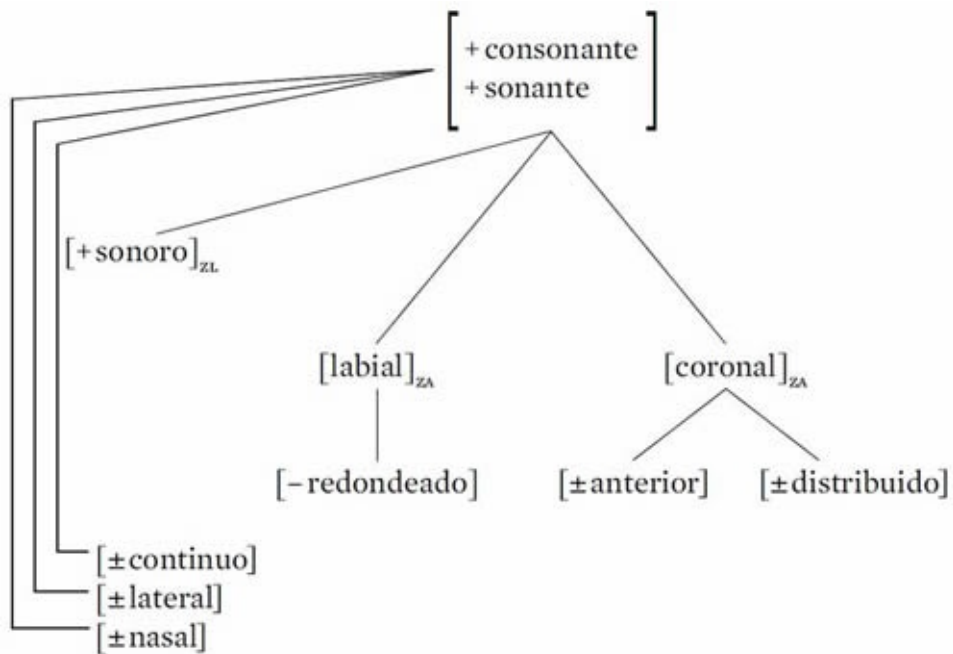 [+ consonante
+ sonante]
[+sonoro]ZL
[labial]ZA [coronal]ZA
[− redondeado] [±anterior] [±distribuido]
[±continuo]
[±lateral]
[±nasal]